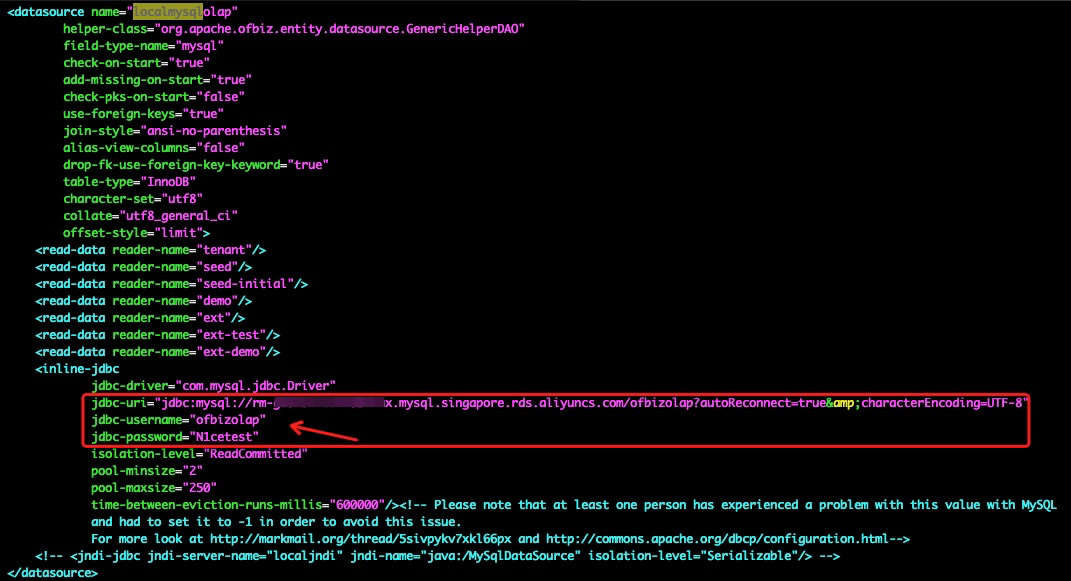 <datasource name="localmysqlolap"
helper-class="org.apache.ofbiz.entity.datasource.GenericHelperDAO"
field-type-name="mysql"
check-on-start="true"
add-missing-on-start="true"
check-pks-on-start="false"
use-foreign-keys="true"
join-style="ansi-no-parenthesis"
alias-view-columns="false"
drop-fk-use-foreign-key-keyword="true"
table-type="InnoDB"
character-set="utf8"
collate="utf8_general_ci"
offset-style="limit">
<read-data reader-name="tenant"/>
<read-data reader-name="seed"/>
<read-data reader-name="seed-initial"/>
<read-data reader-name="demo"/>
<read-data reader-name="ext"/>
<read-data reader-name="ext-test"/>
<read-data reader-name="ext-demo"/>
<inline-jdbc
jdbc-driver="com.mysql.jdbc.Driver"
jdbc-uri="jdbc:mysql://rm- x.mysql.singapore.rds.aliyuncs.com/ofbizolap?autoReconnect=true&amp;characterEncoding=UTF-8"
jdbc-username="ofbizolap"
jdbc-password="N1cetest"
isolation-level="ReadCommitted"
pool-minsize="2"
pool-maxsize="250"
time-between-eviction-runs-millis="600000"/><!-- Please note that at least one person has experienced a problem with this value with MySQL
and had to set it to -1 in order to avoid this issue.
For more look at http://markmail.org/thread/5sivpykv7xkl66px and http://commons.apache.org/dbcp/configuration.html-->
<!-- <jndi-jdbc jndi-server-name="localjndi" jndi-name="java:/MySqlDataSource" isolation-level="Serializable"/> -->
</datasource>